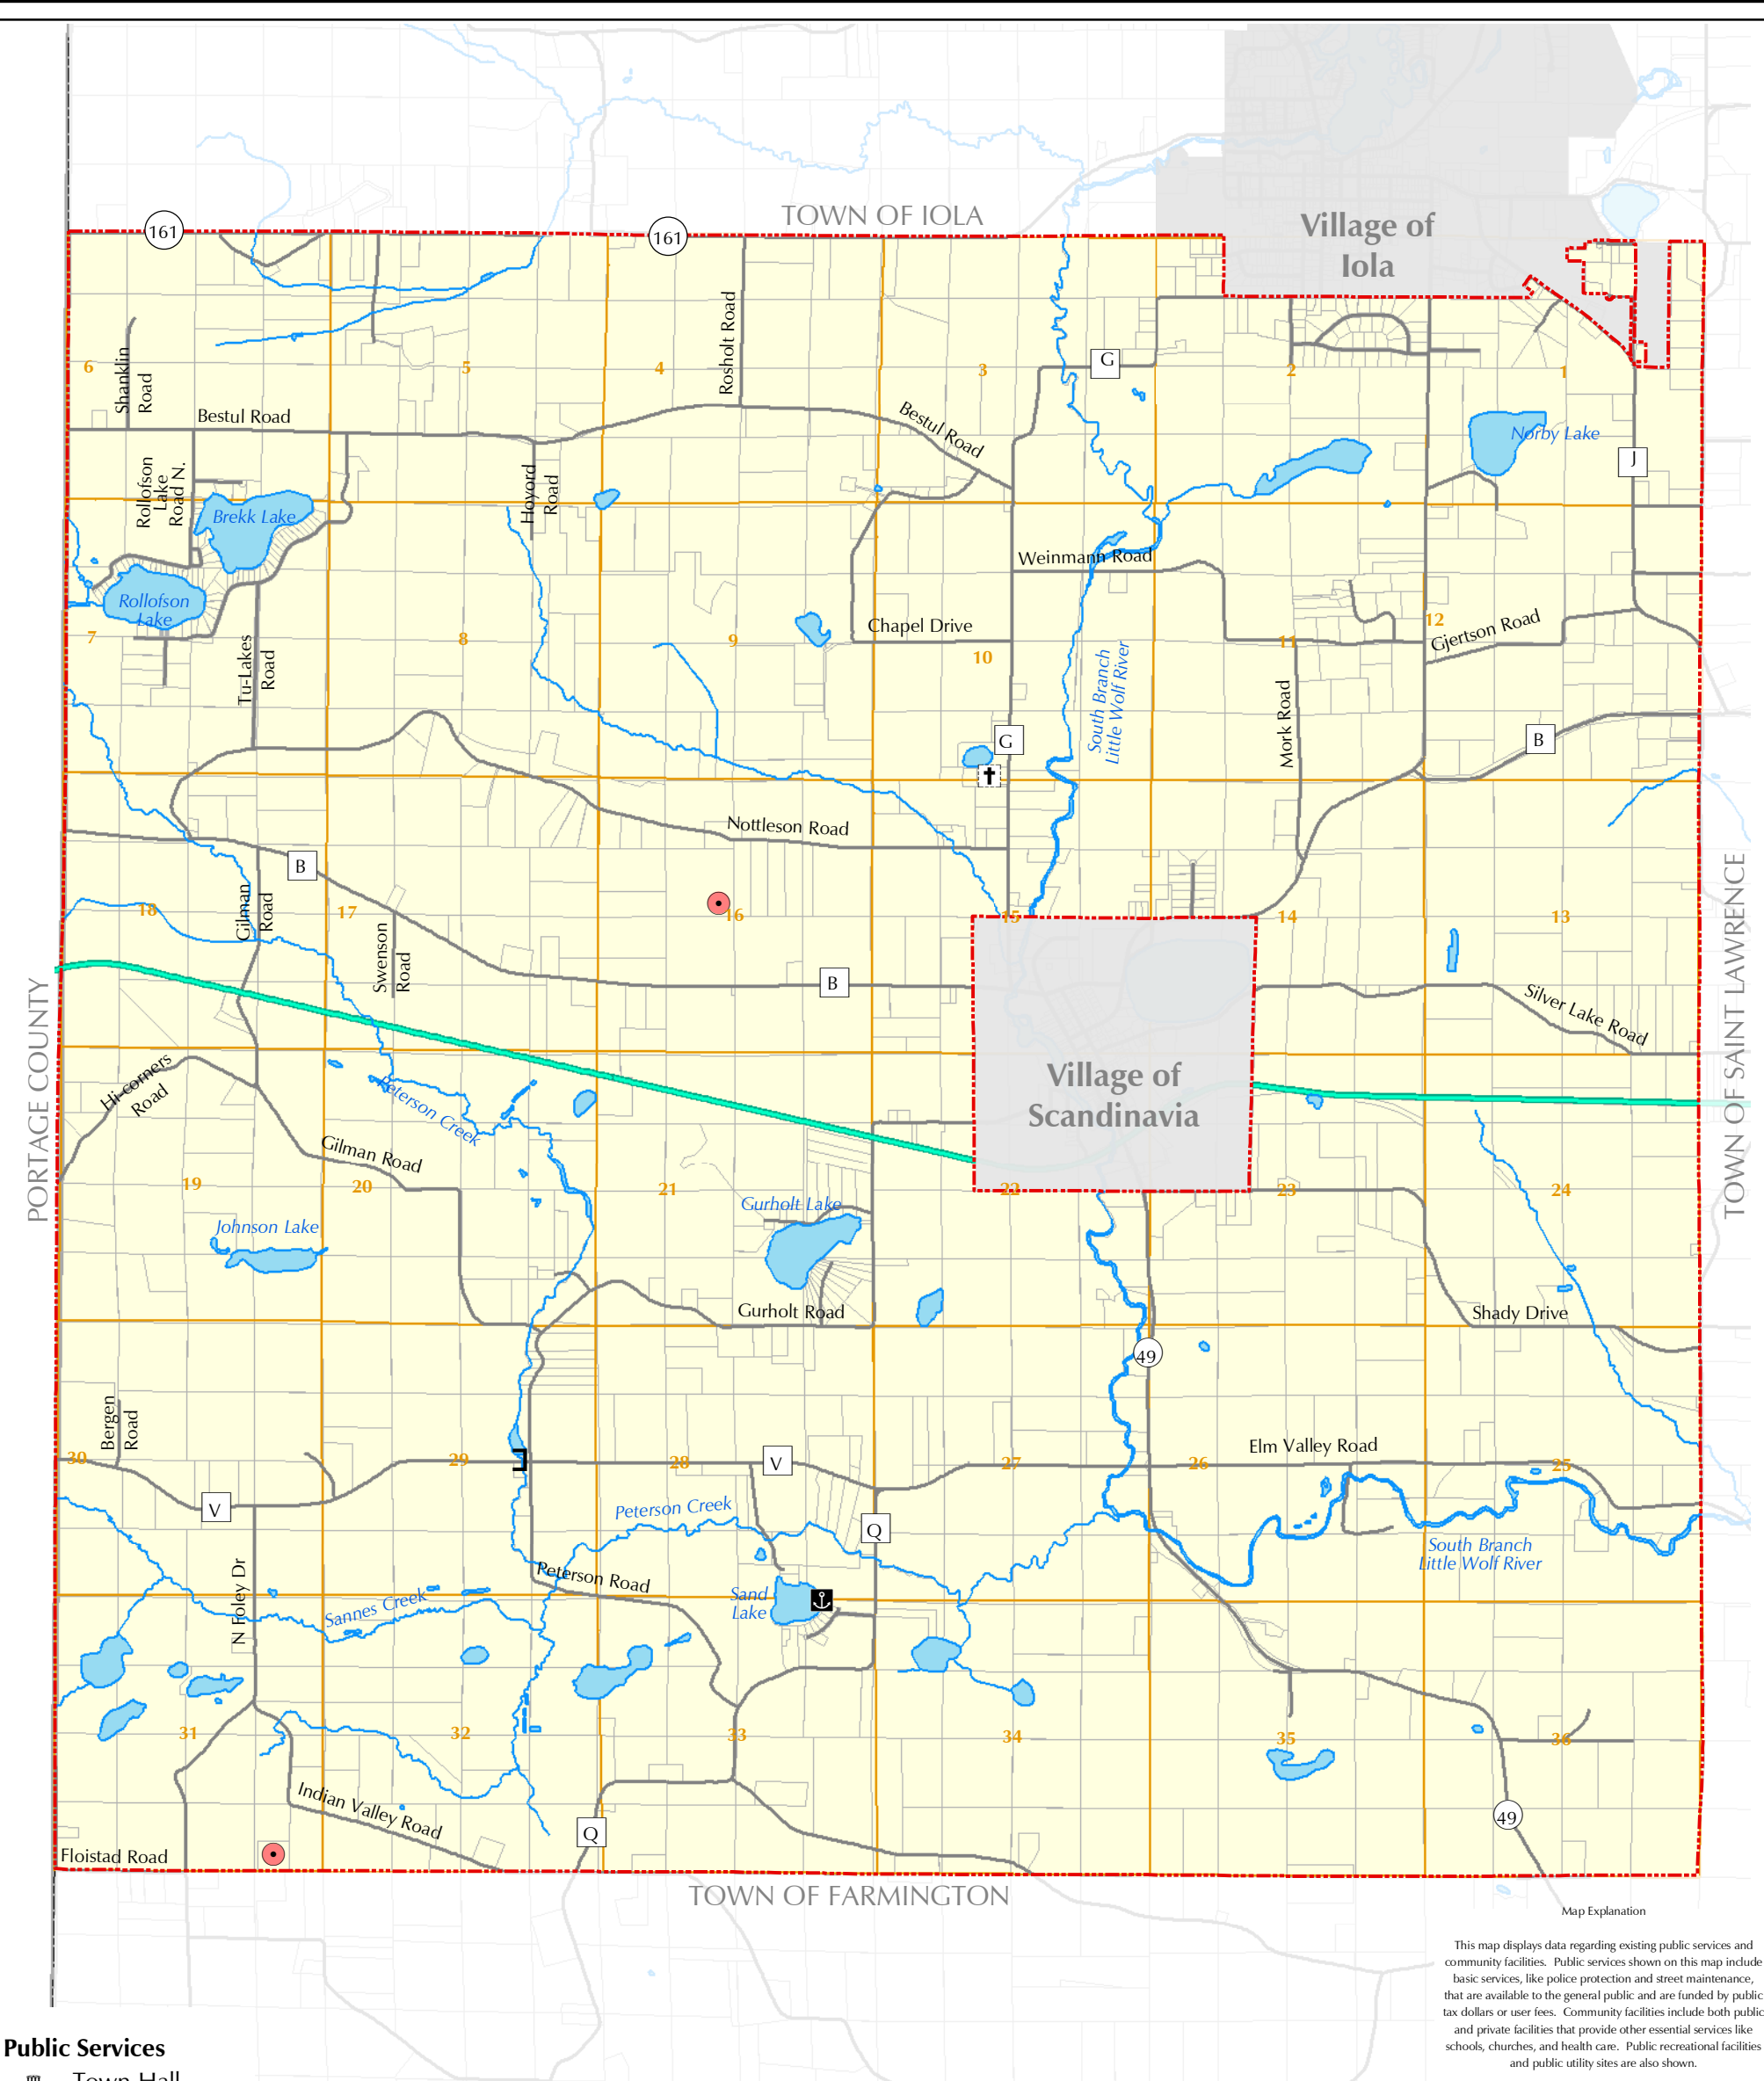 TOWN OF IOLA
Village of
Iola
161
161
Shanklin
Road
Rosholt Road
G
6
5
4
3
2
1
Bestul Road
Bestul Road
Norby Lake
J
Rollofson
Lake
Road N.
Hoyord
Road
Brekk Lake
Weinmann Road
Rollofson
Lake
Chapel Drive
12
Gjertson Road
7
8
9
10
11
Tu-Lakes
Road
South Branch
Little Wolf River
Mork Road
G
B
Nottleson Road
B
Gilman
Road
18
17
16
15
14
13
Swenson
Road
B
Silver Lake Road
PORTAGE COUNTY
TOWN OF SAINT LAWRENCE
Hi-corners
Road
Peterson Creek
Village of
Scandinavia
Gilman Road
19
20
21
22
23
24
Johnson Lake
Gurholt Lake
Gurholt Road
Shady Drive
49
Bergen
Road
Elm Valley Road
30
29
28
V
27
26
25
V
Peterson Creek
Q
South Branch
Little Wolf River
N Foley Dr
Peterson Road
Sannes Creek
Sand
Lake
31
32
33
34
35
36
Indian Valley Road
Q
49
Floistad Road
TOWN OF FARMINGTON
Map Explanation
This map displays data regarding existing public services and
community facilities. Public services shown on this map include
basic services, like police protection and street maintenance,
that are available to the general public and are funded by public
tax dollars or user fees. Community facilities include both public
and private facilities that provide other essential services like
schools, churches, and health care. Public recreational facilities
and public utility sites are also shown.
Public Services
Town Hall